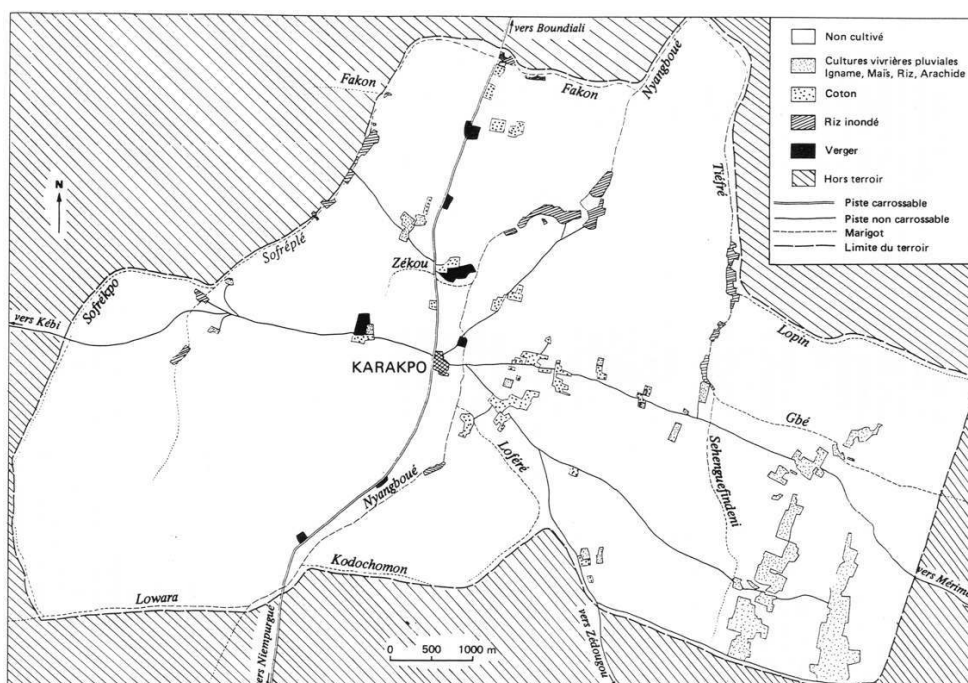 vers Boundiali
Non cultivé
Cultures vivrières pluviales
Igname, Maïs, Riz, Arachide
Coton
Riz inondé
Verger
Hors terroir
Piste carrossable
Piste non carrossable
Marigot
Limite du terroir
Fakon
Fakon
Nyangboué
Tiéfré
N
Sofréplé
Zékou
Sofrékpo
vers Kébi
Lopin
KARAKPO
Gbé
Loféré
Sehenguefindeni
Nyangboué
Kodochomon
Lowara
vers Mérimé
vers Niempurgué
vers Zédougou
0 500 1000 m